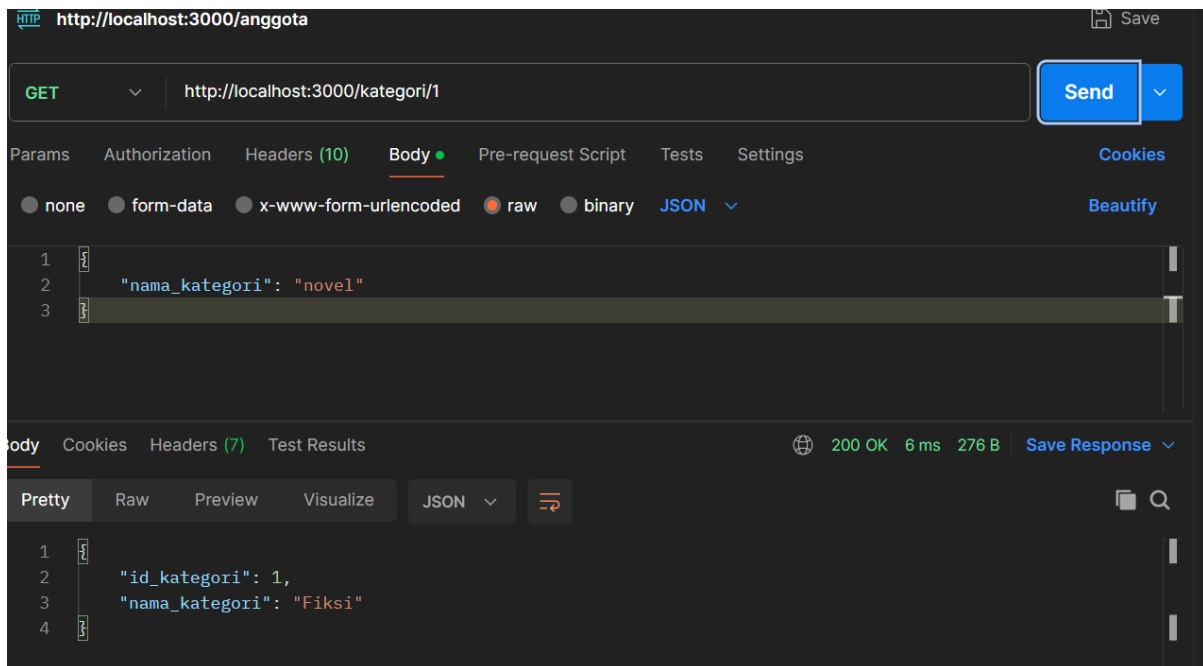 HTTP http://localhost:3000/anggota Save
GET http://localhost:3000/kategori/1 Send
Params Authorization Headers (10) Body Pre-request Script Tests Settings Cookies
none form-data x-www-form-urlencoded raw binary JSON Beautify
1 {
2 "nama_kategori": "novel"
3 }
Body Cookies Headers (7) Test Results 200 OK 6 ms 276 B Save Response
Pretty Raw Preview Visualize JSON
1 {
2 "id_kategori": 1,
3 "nama_kategori": "Fiksi"
4 }